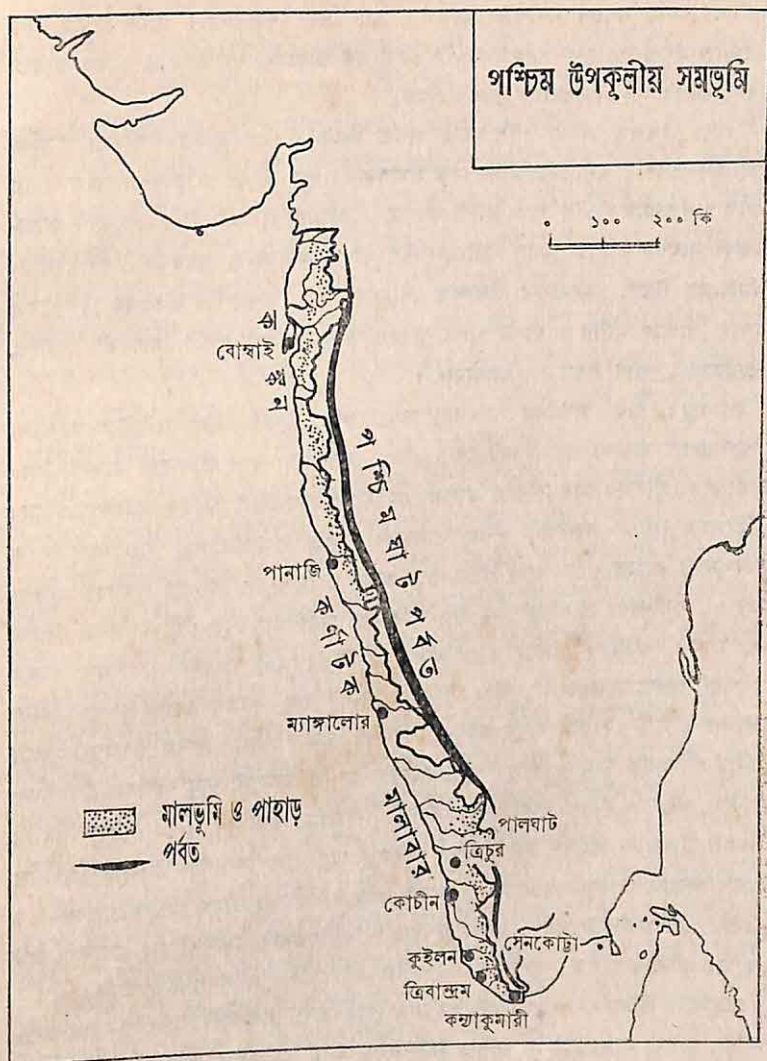 পশ্চিম উপকূলীয় সমভূমি
০ ১০০ ২০০ কি
কোঙ্কন
বোম্বাই
পশ্চিমঘাট পর্বত
পানাজি
কর্ণাটক
ম্যাঙ্গালোর
মালাবার
মালভূমি ও পাহাড়
পর্বত
পালঘাট
ত্রিচুর
কোচীন
সেনকোট্টা
কুইলন
ত্রিবান্দ্রম
কন্যাকুমারী